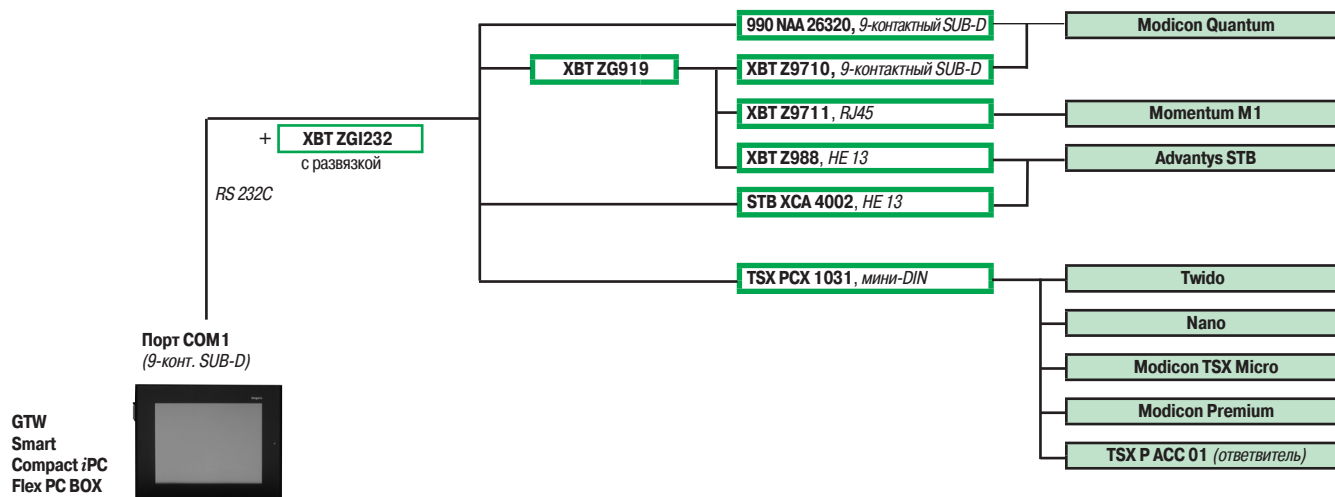 990 NAA 26320, 9-контактный SUB-D
Modicon Quantum
XBT ZG919
XBT Z9710, 9-контактный SUB-D
XBT Z9711, RJ45
Momentum M1
+ XBT ZGI232
с развязкой
XBT Z988, HE 13
Advantys STB
RS 232C
STB XCA 4002, HE 13
TSX PCX 1031, мини-DIN
Twido
Nano
Порт COM1
(9-конт. SUB-D)
Modicon TSX Micro
Modicon Premium
TSX P ACC 01 (ответвитель)
GTW
Smart
Compact iPC
Flex PC BOX